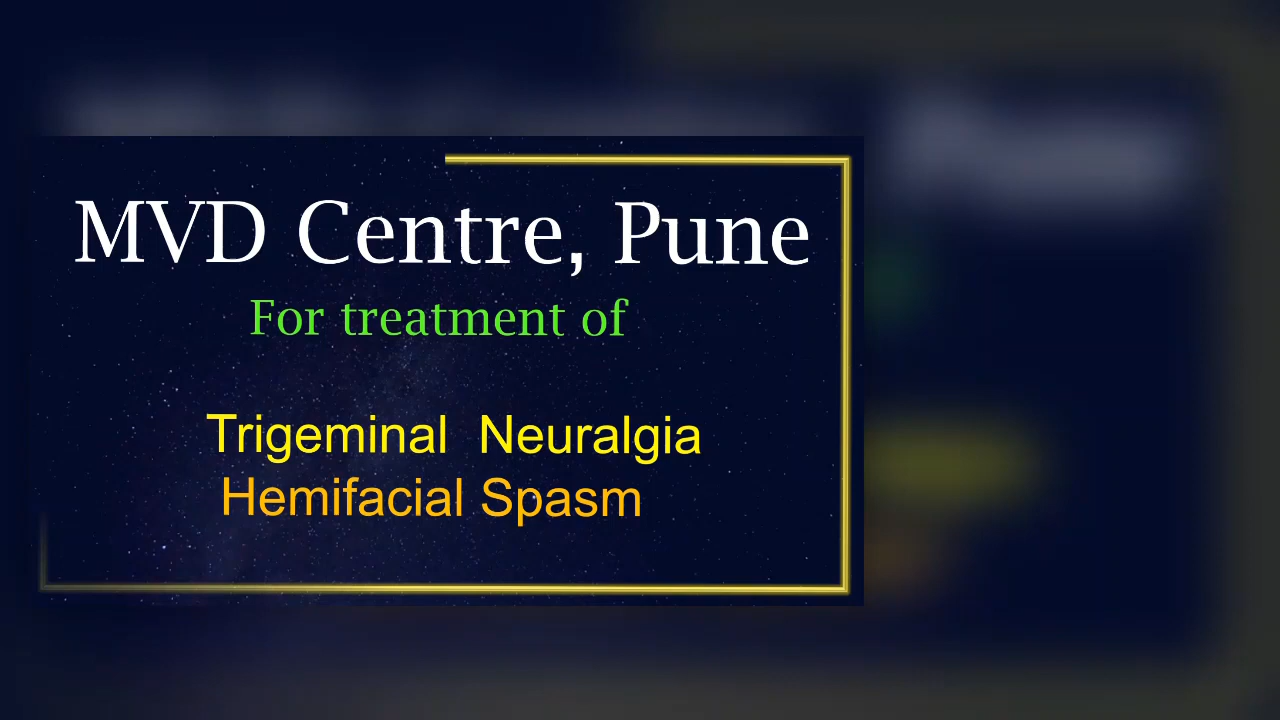 MVD Centre, Pune
For treatment of
Trigeminal Neuralgia
Hemifacial Spasm